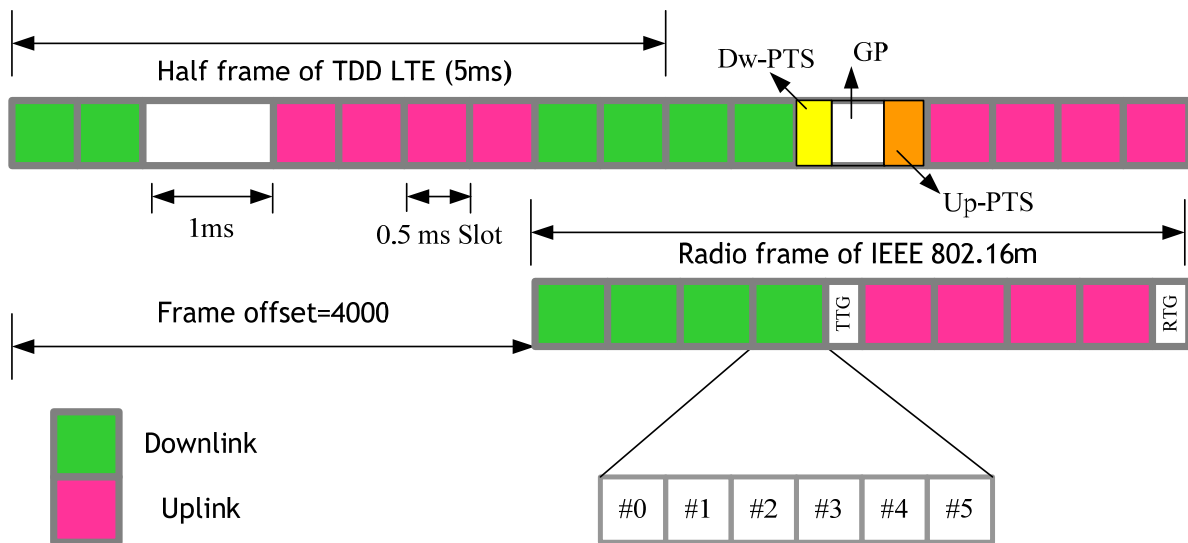 Half frame of TDD LTE (5ms)
Dw-PTS
GP
Up-PTS
1ms
0.5 ms Slot
Radio frame of IEEE 802.16m
Frame offset=4000
TTG
RTG
Downlink
Uplink
#0 #1 #2 #3 #4 #5